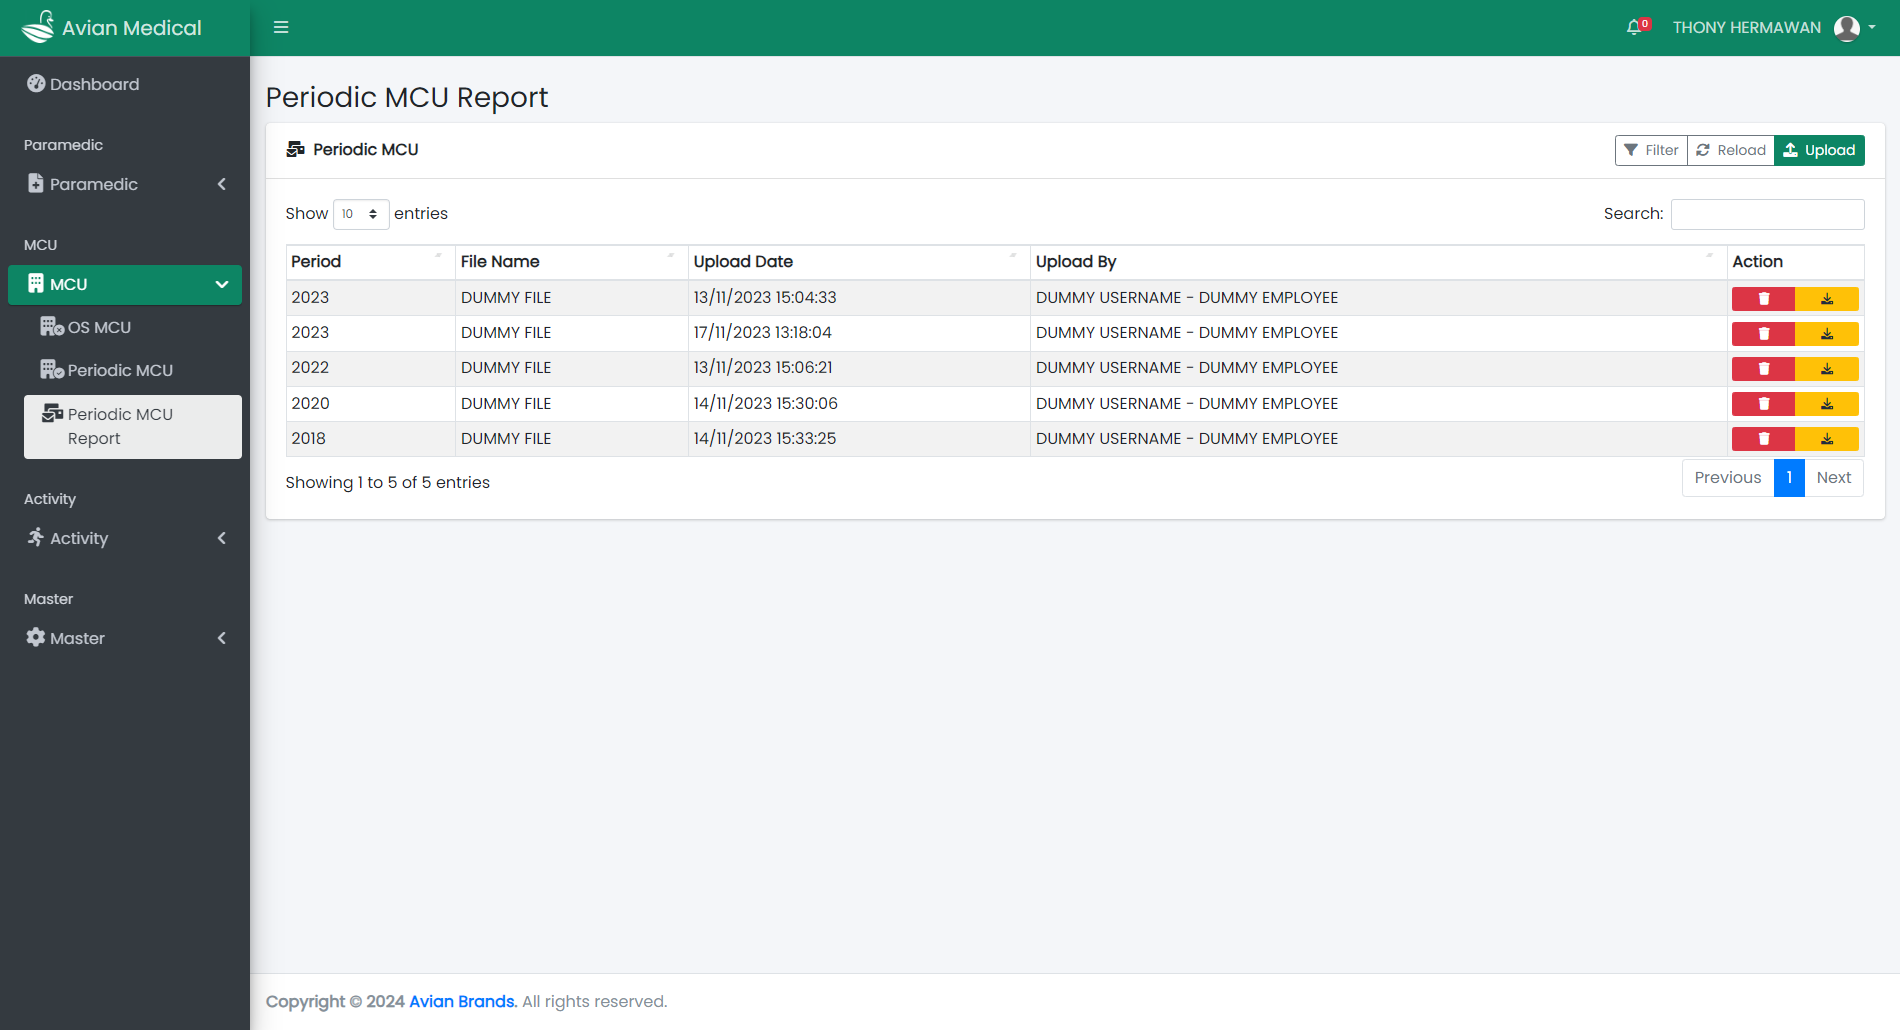 Avian Medical
0
THONY HERMAWAN
Dashboard
Paramedic
Paramedic
MCU
MCU
OS MCU
Periodic MCU
Periodic MCU
Report
Activity
Activity
Master
Master
Periodic MCU Report
Periodic MCU
Filter Reload Upload
Show 10 entries
Search:
Period File Name Upload Date Upload By Action
2023 DUMMY FILE 13/11/2023 15:04:33 DUMMY USERNAME - DUMMY EMPLOYEE
2023 DUMMY FILE 17/11/2023 13:18:04 DUMMY USERNAME - DUMMY EMPLOYEE
2022 DUMMY FILE 13/11/2023 15:06:21 DUMMY USERNAME - DUMMY EMPLOYEE
2020 DUMMY FILE 14/11/2023 15:30:06 DUMMY USERNAME - DUMMY EMPLOYEE
2018 DUMMY FILE 14/11/2023 15:33:25 DUMMY USERNAME - DUMMY EMPLOYEE
Showing 1 to 5 of 5 entries
Previous 1 Next
Copyright © 2024 Avian Brands. All rights reserved.